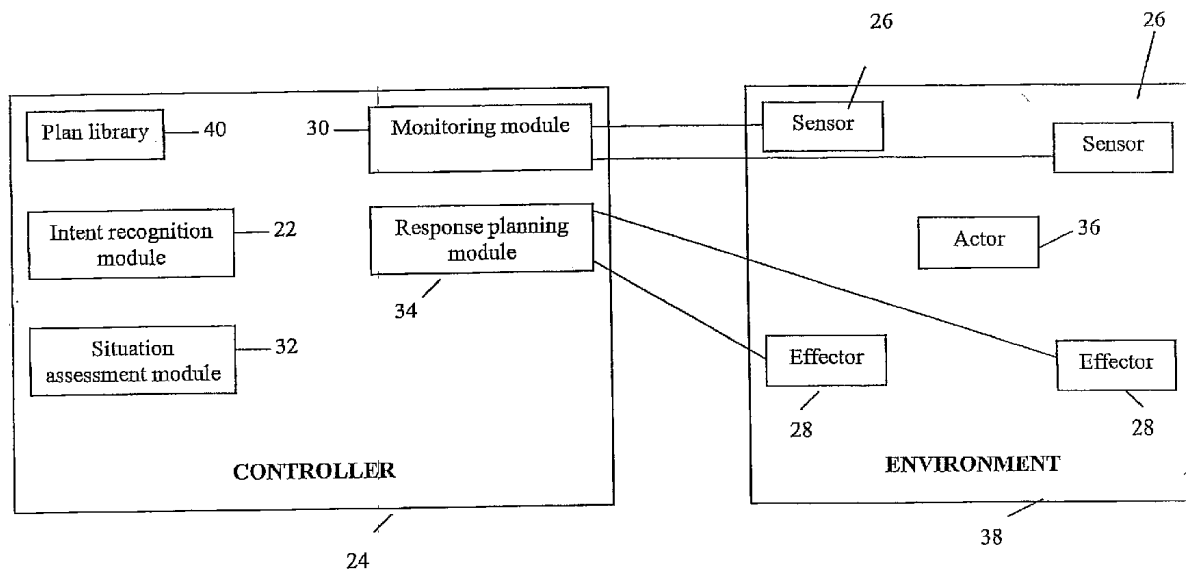 26
26
Plan library
40
30
Monitoring module
Sensor
Sensor
Intent recognition
module
22
Response planning
module
34
Actor
36
Situation
assessment module
32
Effector
28
Effector
28
CONTROLLER
ENVIRONMENT
24
38